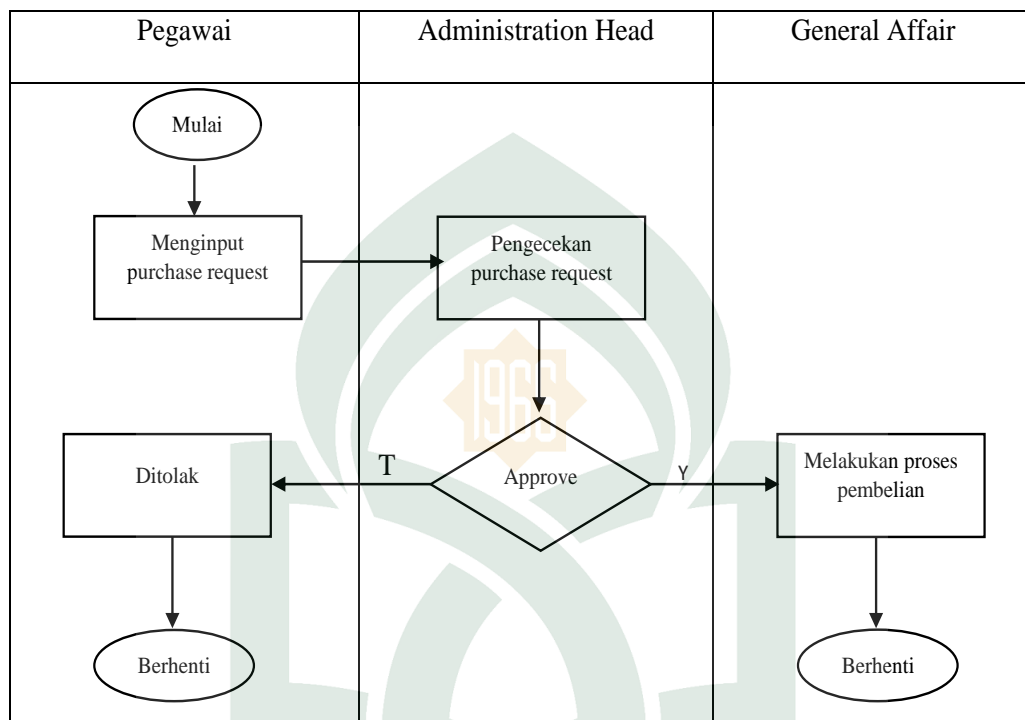 Pegawai
Administration Head
General Affair
Mulai
Menginput
purchase request
Pengecekan
purchase request
1965
Ditolak
T
Approve
Y
Melakukan proses
pembelian
Berhenti
Berhenti